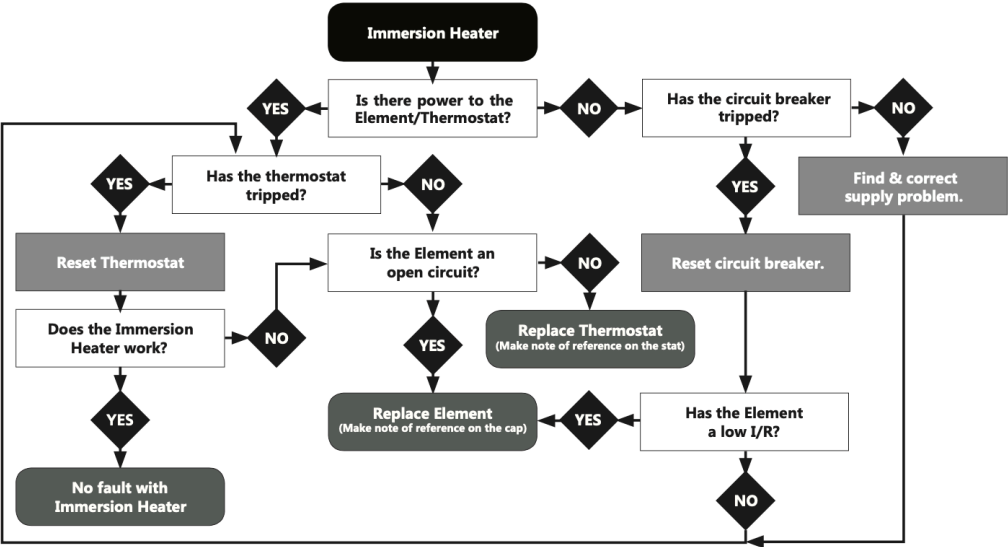 Immersion Heater
YES
Is there power to the
Element/Thermostat?
NO
Has the circuit breaker
tripped?
NO
YES
Has the thermostat
tripped?
NO
YES
Find & correct
supply problem.
Reset Thermostat
Is the Element an
open circuit?
NO
Reset circuit breaker.
Does the Immersion
Heater work?
NO
YES
Replace Thermostat
(Make note of reference on the stat)
YES
Replace Element
(Make note of reference on the cap)
YES
Has the Element
a low I/R?
No fault with
Immersion Heater
NO